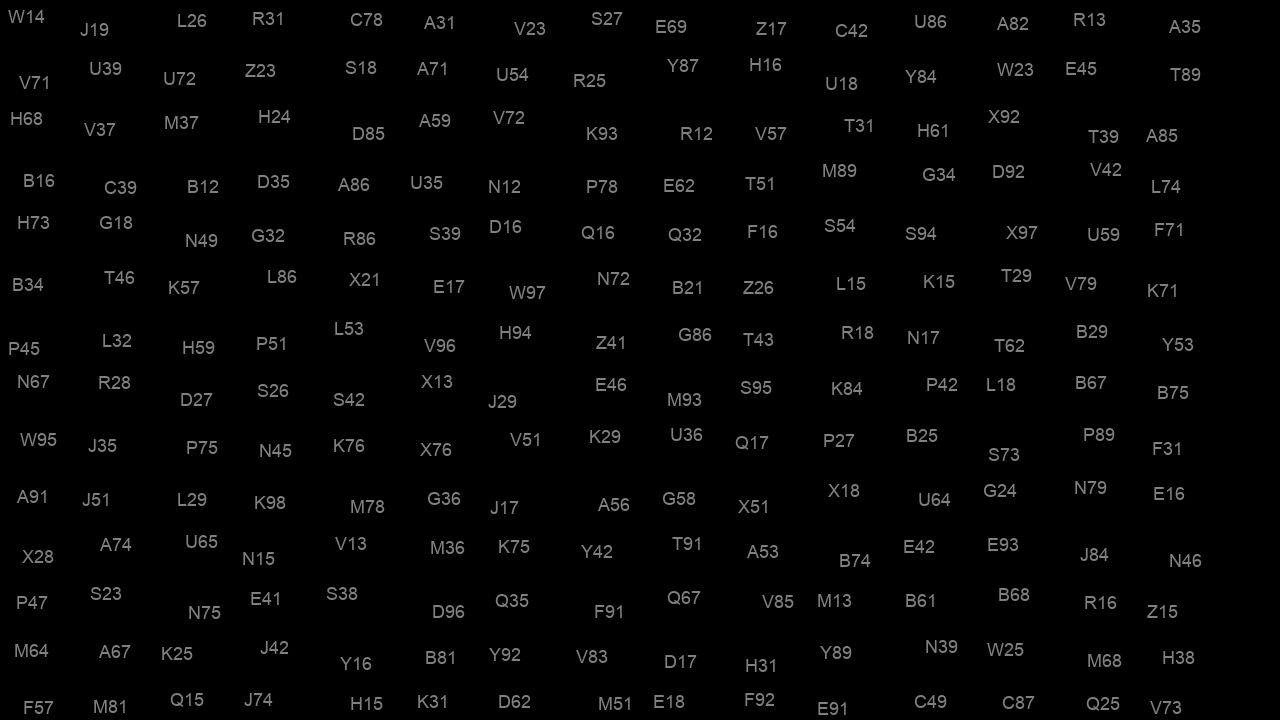 W14 J19 L26 R31 C78 A31 V23 S27 E69 Z17 C42 U86 A82 R13 A35
V71 U39 U72 Z23 S18 A71 U54 R25 Y87 H16 U18 Y84 W23 E45 T89
H68 V37 M37 H24 D85 A59 V72 K93 R12 V57 T31 H61 X92 T39 A85
B16 C39 B12 D35 A86 U35 N12 P78 E62 T51 M89 G34 D92 V42 L74
H73 G18 N49 G32 R86 S39 D16 Q16 Q32 F16 S54 S94 X97 U59 F71
B34 T46 K57 L86 X21 E17 W97 N72 B21 Z26 L15 K15 T29 V79 K71
P45 L32 H59 P51 L53 V96 H94 Z41 G86 T43 R18 N17 T62 B29 Y53
N67 R28 D27 S26 S42 X13 J29 E46 M93 S95 K84 P42 L18 B67 B75
W95 J35 P75 N45 K76 X76 V51 K29 U36 Q17 P27 B25 S73 P89 F31
A91 J51 L29 K98 M78 G36 J17 A56 G58 X51 X18 U64 G24 N79 E16
X28 A74 U65 N15 V13 M36 K75 Y42 T91 A53 B74 E42 E93 J84 N46
P47 S23 N75 E41 S38 D96 Q35 F91 Q67 V85 M13 B61 B68 R16 Z15
M64 A67 K25 J42 Y16 B81 Y92 V83 D17 H31 Y89 N39 W25 M68 H38
F57 M81 Q15 J74 H15 K31 D62 M51 E18 F92 E91 C49 C87 Q25 V73